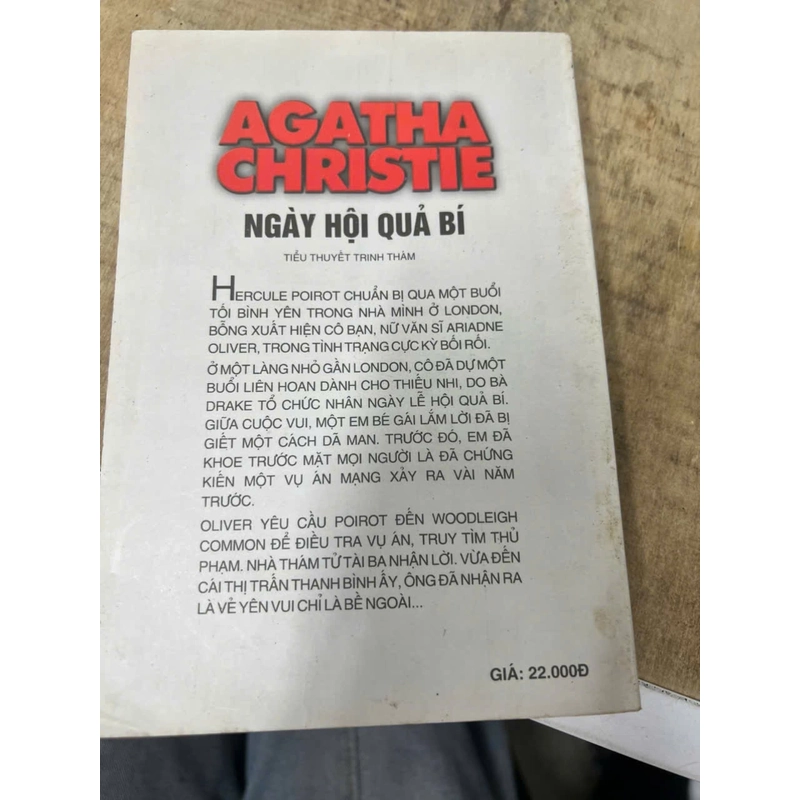 AGATHA
CHRISTIE
NGÀY HỘI QUẢ BÍ
TIỂU THUYẾT TRINH THÁM
HERCULE POIROT CHUẨN BỊ QUA MỘT BUỔI
TỐI BÌNH YÊN TRONG NHÀ MÌNH Ở LONDON,
BỖNG XUẤT HIỆN CÔ BẠN, NỮ VĂN SĨ ARIADNE
OLIVER, TRONG TÌNH TRẠNG CỰC KỲ BỐI RỐI.
Ở MỘT LÀNG NHỎ GẦN LONDON, CÔ ĐÃ DỰ MỘT
BUỔI LIÊN HOAN DÀNH CHO THIẾU NHI, DO BÀ
DRAKE TỔ CHỨC NHÂN NGÀY LỄ HỘI QUẢ BÍ.
GIỮA CUỘC VUI, MỘT EM BÉ GÁI LẮM LỜI ĐÃ BỊ
GIẾT MỘT CÁCH DÃ MAN. TRƯỚC ĐÓ, EM ĐÃ
KHOE TRƯỚC MẶT MỌI NGƯỜI LÀ ĐÃ CHỨNG
KIẾN MỘT VỤ ÁN MẠNG XẢY RA VÀI NĂM
TRƯỚC.
OLIVER YÊU CẦU POIROT ĐẾN WOODLEIGH
COMMON ĐỂ ĐIỀU TRA VỤ ÁN, TRUY TÌM THỦ
PHẠM. NHÀ THÁM TỬ TÀI BA NHẬN LỜI. VỪA ĐẾN
CÁI THỊ TRẤN THANH BÌNH ẤY, ÔNG ĐÃ NHẬN RA
LÀ VẺ YÊN VUI CHỈ LÀ BỀ NGOÀI...
GIÁ: 22.000Đ